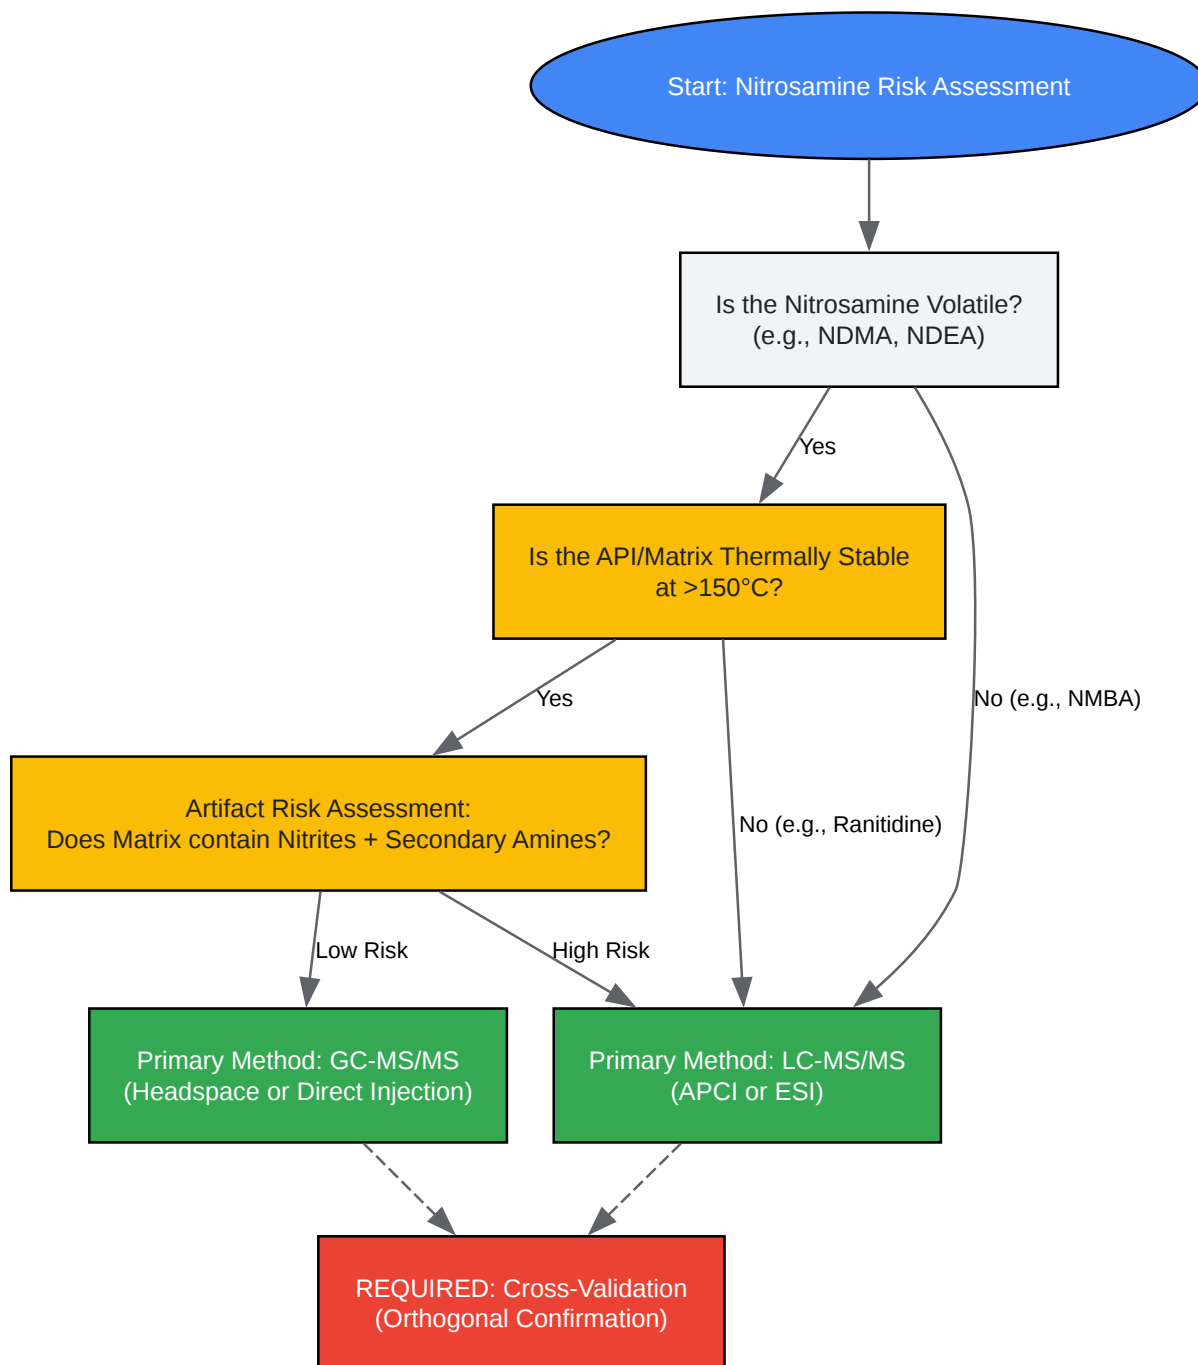 Start: Nitrosamine Risk Assessment
Is the Nitrosamine Volatile?
(e.g., NDMA, NDEA)
Yes
Is the API/Matrix Thermally Stable
at >150°C?
Yes
No (e.g., NMBA)
Artifact Risk Assessment:
Does Matrix contain Nitrites + Secondary Amines?
No (e.g., Ranitidine)
Low Risk
High Risk
Primary Method: GC-MS/MS
(Headspace or Direct Injection)
Primary Method: LC-MS/MS
(APCI or ESI)
REQUIRED: Cross-Validation
(Orthogonal Confirmation)